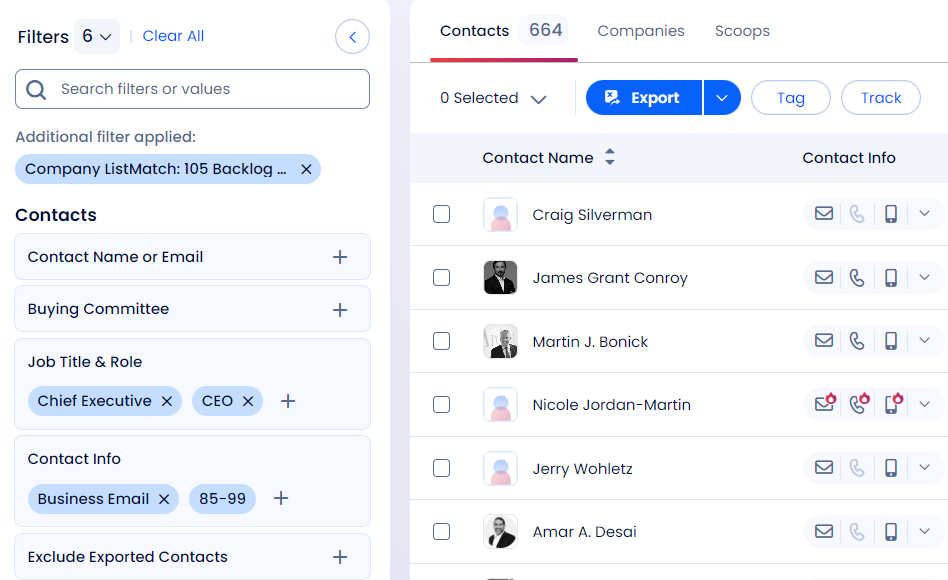 Filters 6 Clear All
Search filters or values
Additional filter applied:
Company ListMatch: 105 Backlog ...
Contacts
Contact Name or Email
Buying Committee
Job Title & Role
Chief Executive CEO
Contact Info
Business Email 85-99
Exclude Exported Contacts
Contacts 664 Companies Scoops
0 Selected Export Tag Track
Contact Name Contact Info
Craig Silverman
James Grant Conroy
Martin J. Bonick
Nicole Jordan-Martin
Jerry Wohletz
Amar A. Desai